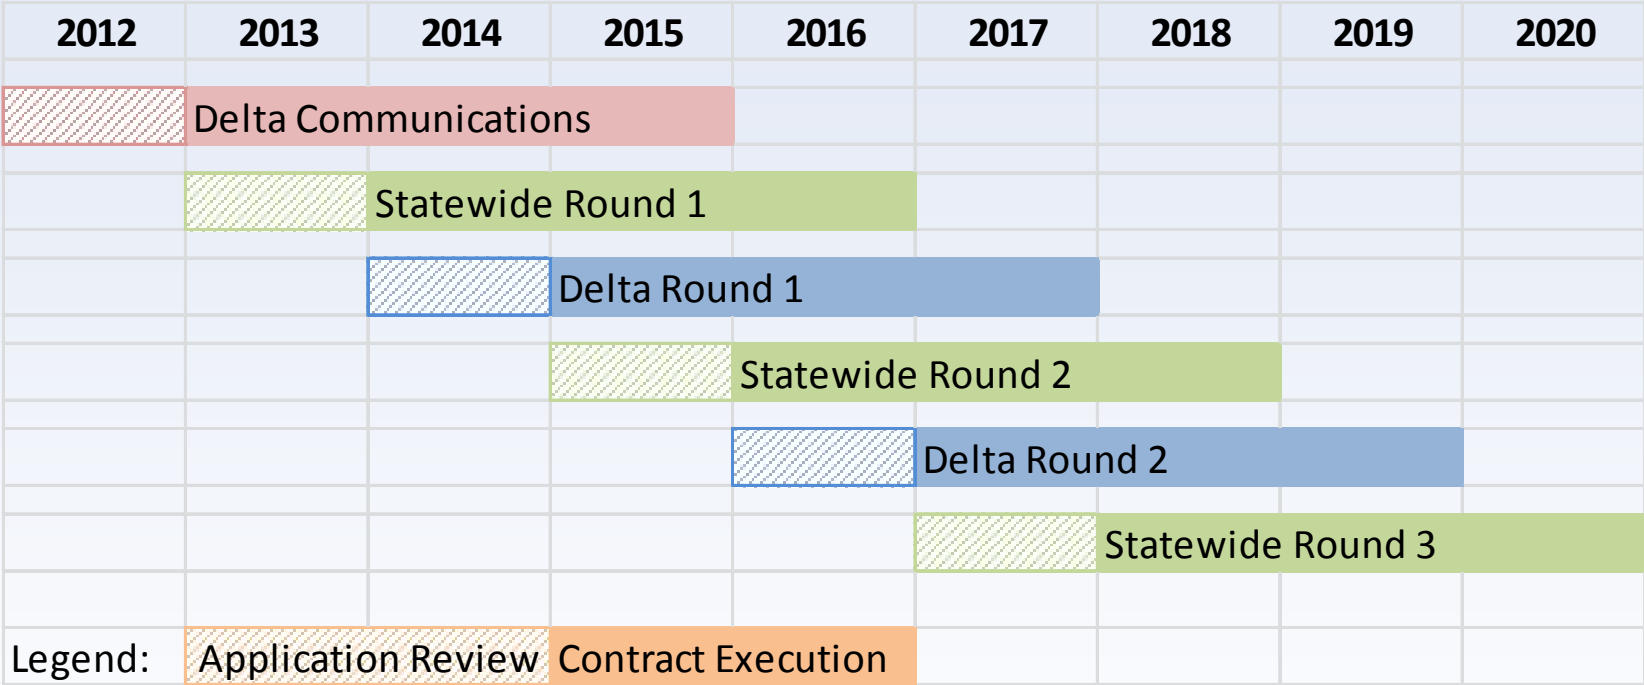 2012 2013 2014 2015 2016 2017 2018 2019 2020
Delta Communications
Statewide Round 1
Delta Round 1
Statewide Round 2
Delta Round 2
Statewide Round 3
Legend: Application Review Contract Execution